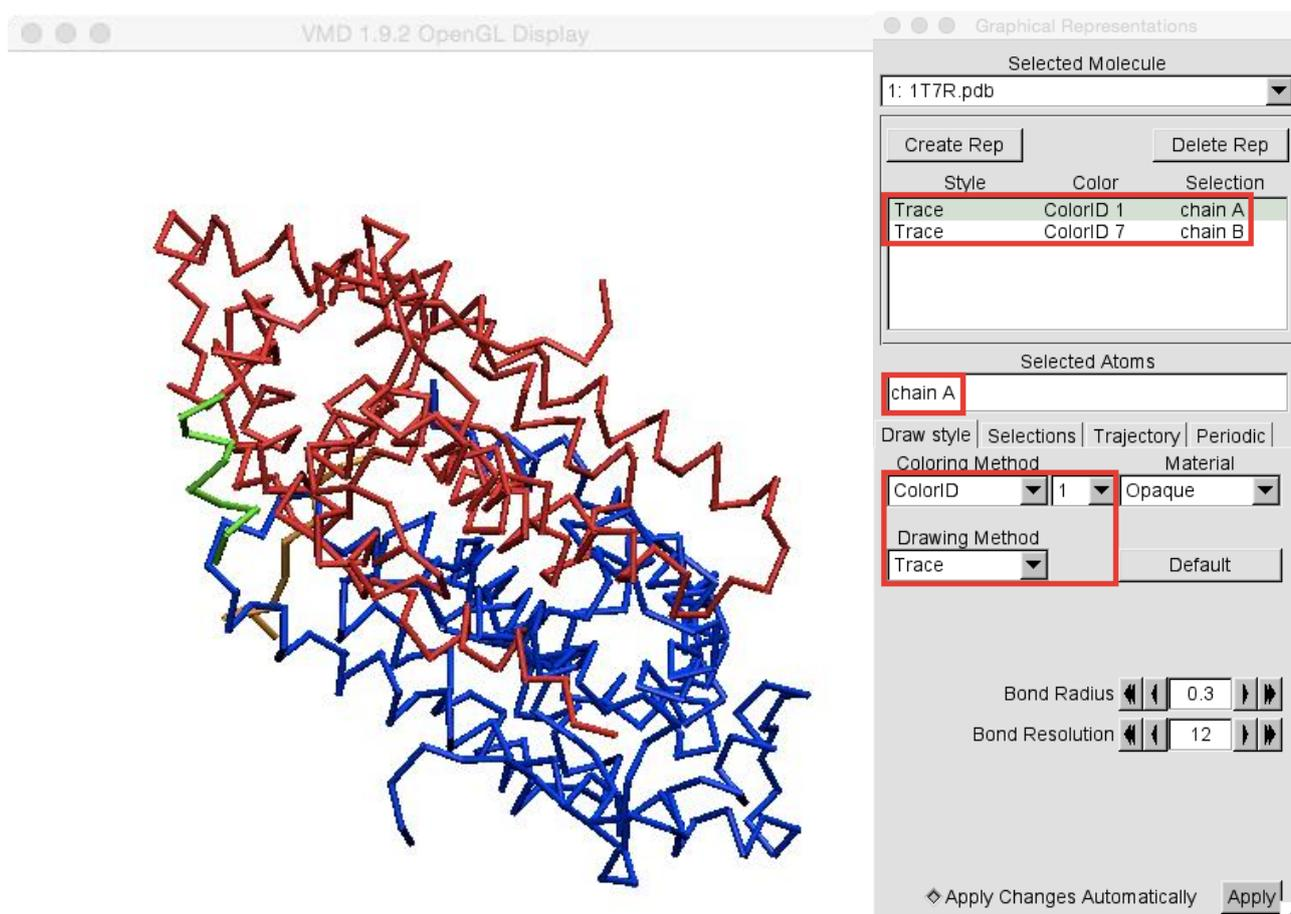 VMD 1.9.2 OpenGL Display
Graphical Representations
Selected Molecule
1: 1T7R.pdb
Create Rep Delete Rep
Style Color Selection
Trace ColorID 1 chain A
Trace ColorID 7 chain B
Selected Atoms
chain A
Draw style Selections Trajectory Periodic
Coloring Method Material
ColorID 1 Opaque
Drawing Method
Trace Default
Bond Radius 0.3
Bond Resolution 12
Apply Changes Automatically Apply